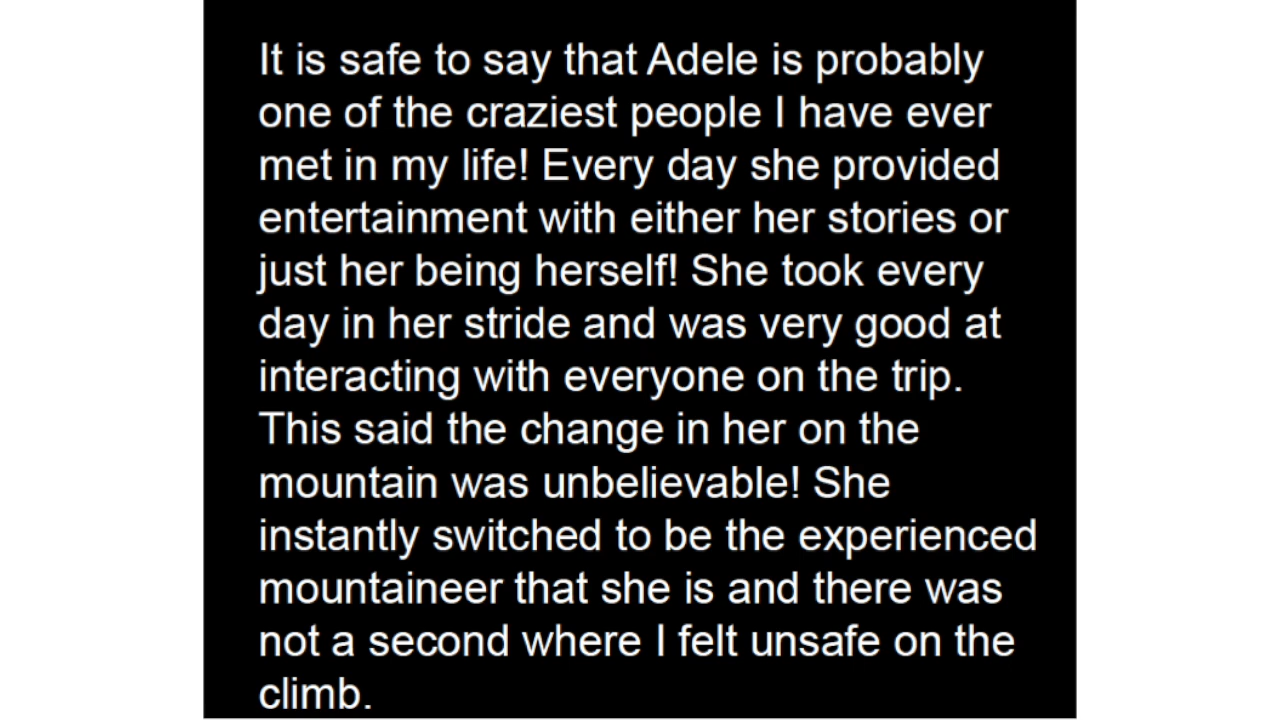 It is safe to say that Adele is probably
one of the craziest people I have ever
met in my life! Every day she provided
entertainment with either her stories or
just her being herself! She took every
day in her stride and was very good at
interacting with everyone on the trip.
This said the change in her on the
mountain was unbelievable! She
instantly switched to be the experienced
mountaineer that she is and there was
not a second where I felt unsafe on the
climb.